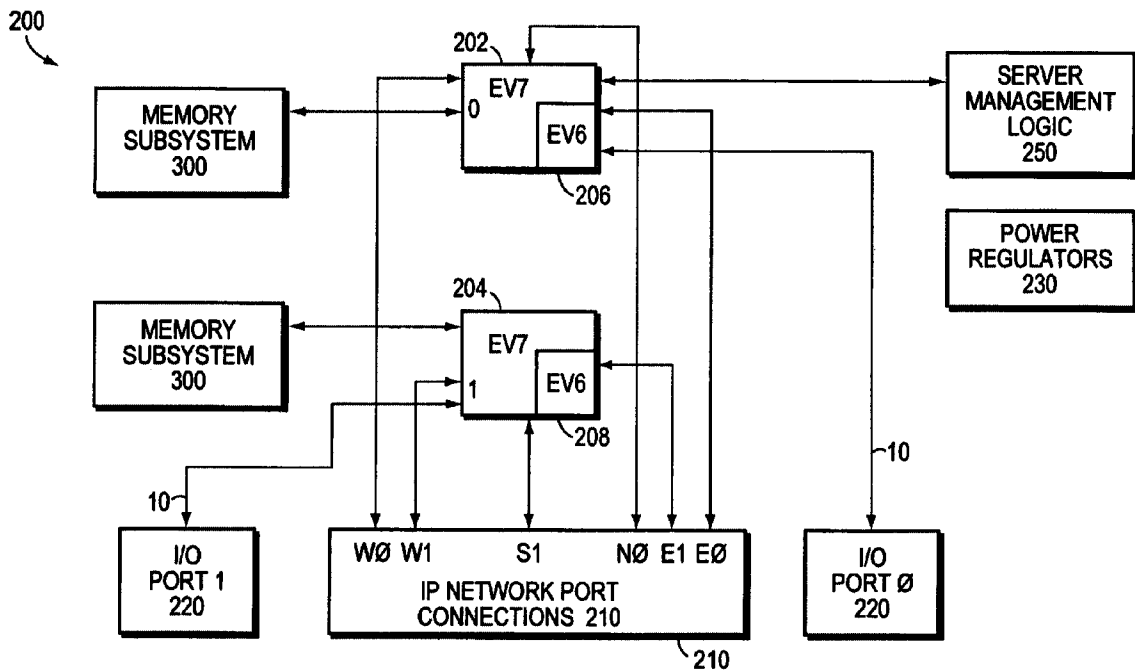 200
202
EV7
0
EV6
206
MEMORY
SUBSYSTEM
300
SERVER
MANAGEMENT
LOGIC
250
POWER
REGULATORS
230
204
EV7
1
EV6
208
MEMORY
SUBSYSTEM
300
10
10
I/O
PORT 1
220
WØ W1 S1 NØ E1 EØ
IP NETWORK PORT
CONNECTIONS 210
210
I/O
PORT Ø
220